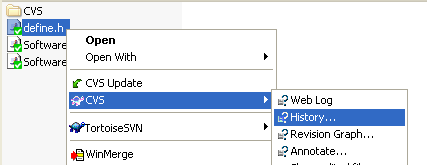 CVS
define.h
Software
Software
Open
Open With
CVS Update
CVS
TortoiseSVN
WinMerge
Web Log
History...
Revision Graph...
Annotate...